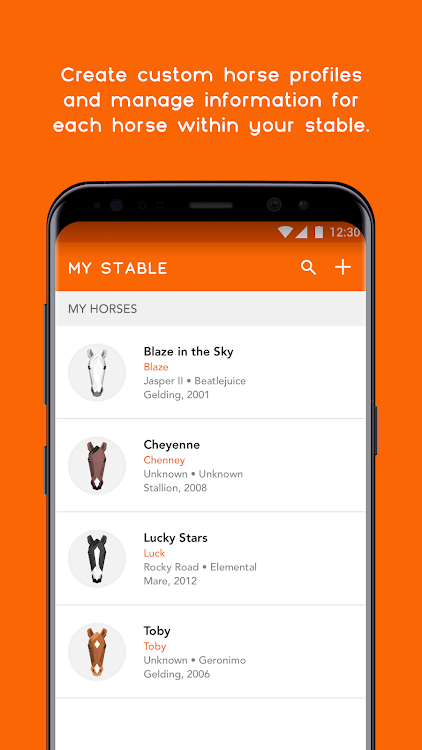 Create custom horse profiles
and manage information for
each horse within your stable.
12:30
MY STABLE
MY HORSES
Blaze in the Sky
Blaze
Jasper II • Beatlejuice
Gelding, 2001
Cheyenne
Chenney
Unknown • Unknown
Stallion, 2008
Lucky Stars
Luck
Rocky Road • Elemental
Mare, 2012
Toby
Toby
Unknown • Geronimo
Gelding, 2006